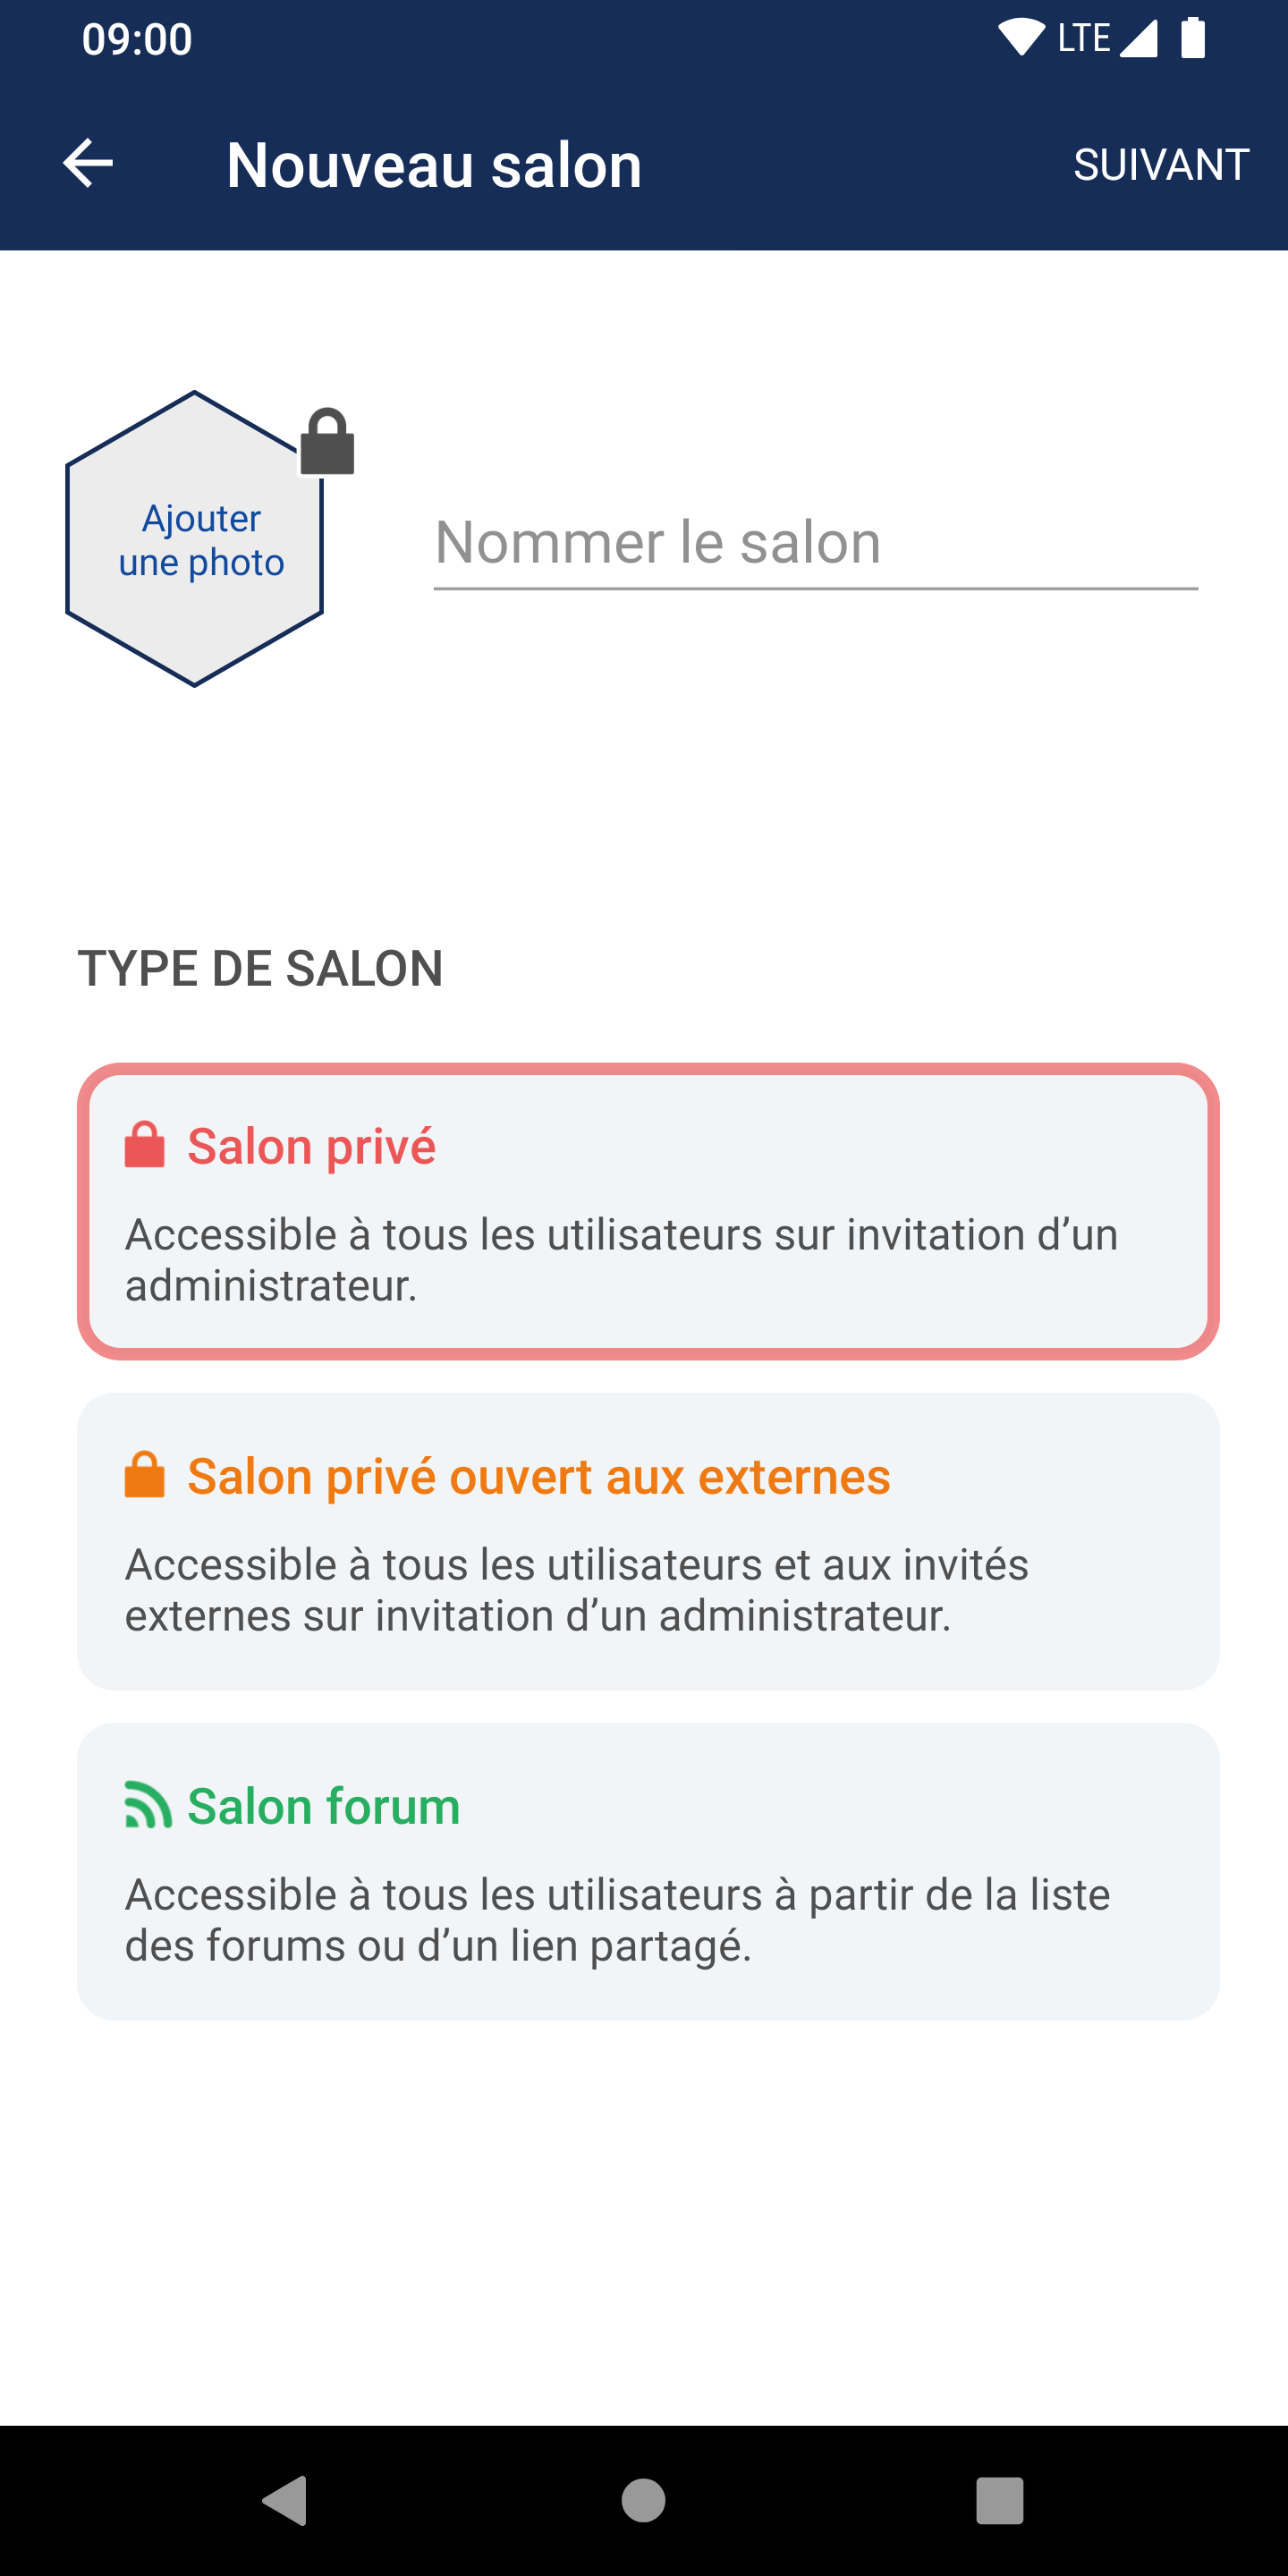 09:00
LTE
Nouveau salon
SUIVANT
Ajouter
une photo
Nommer le salon
TYPE DE SALON
Salon privé
Accessible à tous les utilisateurs sur invitation d’un
administrateur.
Salon privé ouvert aux externes
Accessible à tous les utilisateurs et aux invités
externes sur invitation d’un administrateur.
Salon forum
Accessible à tous les utilisateurs à partir de la liste
des forums ou d’un lien partagé.